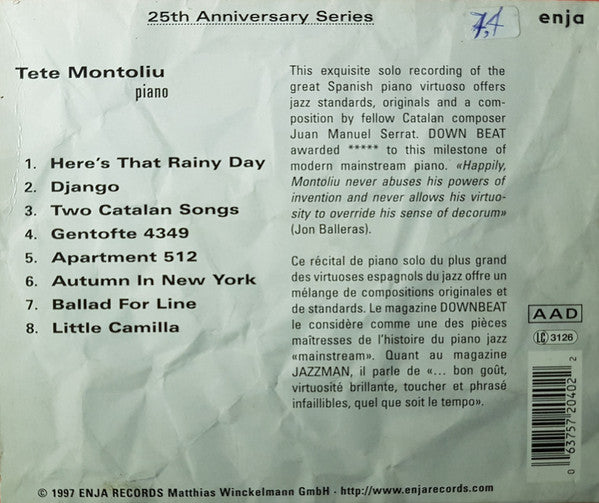 25th Anniversary Series
7,4
enja
Tete Montoliu
piano
1. Here's That Rainy Day
2. Django
3. Two Catalan Songs
4. Gentofte 4349
5. Apartment 512
6. Autumn In New York
7. Ballad For Line
8. Little Camilla
This exquisite solo recording of the
great Spanish piano virtuoso offers
jazz standards, originals and a com-
position by fellow Catalan composer
Juan Manuel Serrat. DOWN BEAT
awarded ***** to this milestone of
modern mainstream piano. «Happily,
Montoliu never abuses his powers of
invention and never allows his virtuo-
sity to override his sense of decorum»
(Jon Balleras).
Ce récital de piano solo du plus grand
des virtuoses espagnols du jazz offre un
mélange de compositions originales et
de standards. Le magazine DOWNBEAT
le considère comme une des pièces
maîtresses de l'histoire du piano jazz
«mainstream». Quant au magazine
JAZZMAN, il parle de «... bon goût,
virtuosité brillante, toucher et phrasé
infaillibles, quel que soit le tempo».
AAD
LC 3126
0 63757 20402 2
© 1997 ENJA RECORDS Matthias Winckelmann GmbH - http://www.enjarecords.com